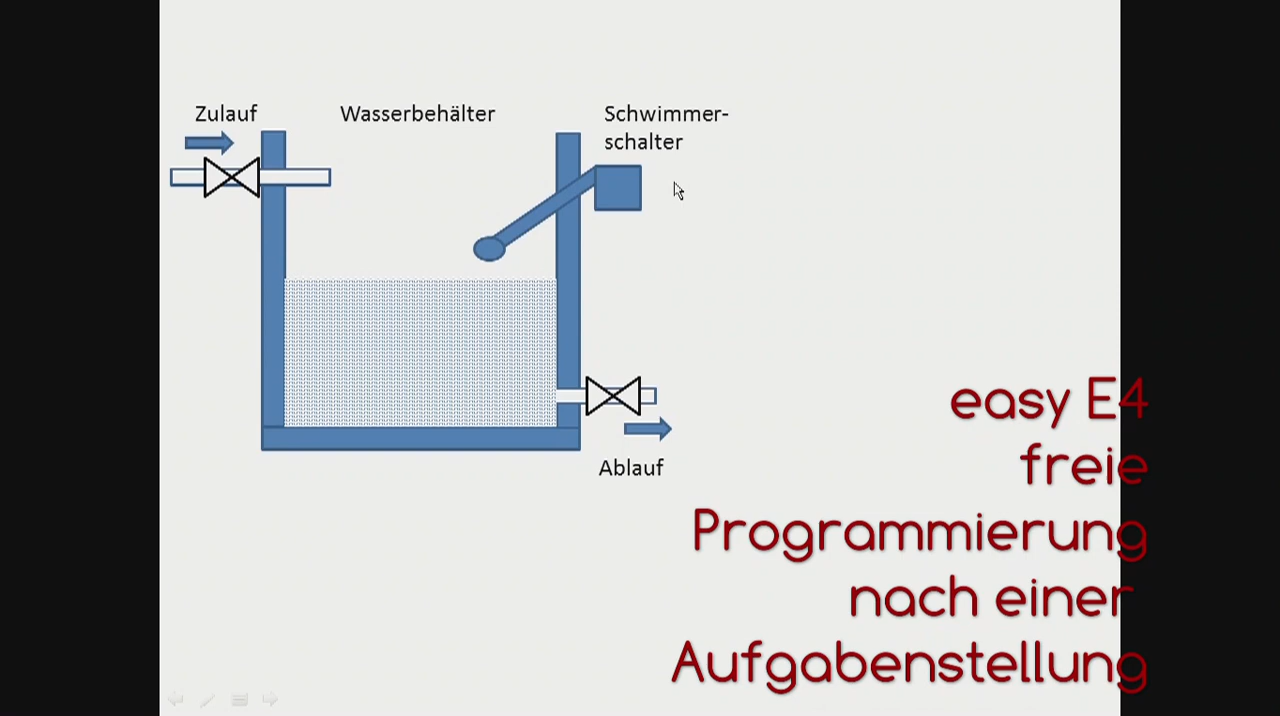 Zulauf
Wasserbehälter
Schwimmer-
schalter
Ablauf
easy E4
freie
Programmierung
nach einer
Aufgabenstellung